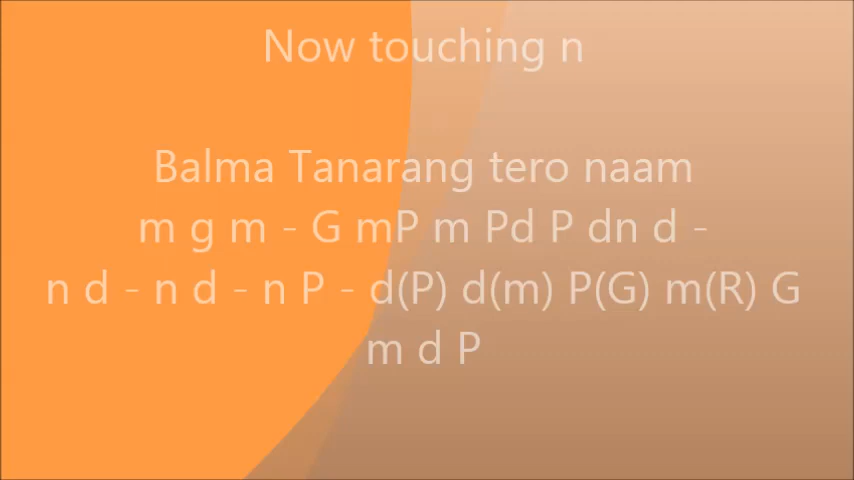 Now touching n
Balma Tanarang tero naam
m g m - G mP m Pd P dn d -
n d - n d - n P - d(P) d(m) P(G) m(R) G
m d P